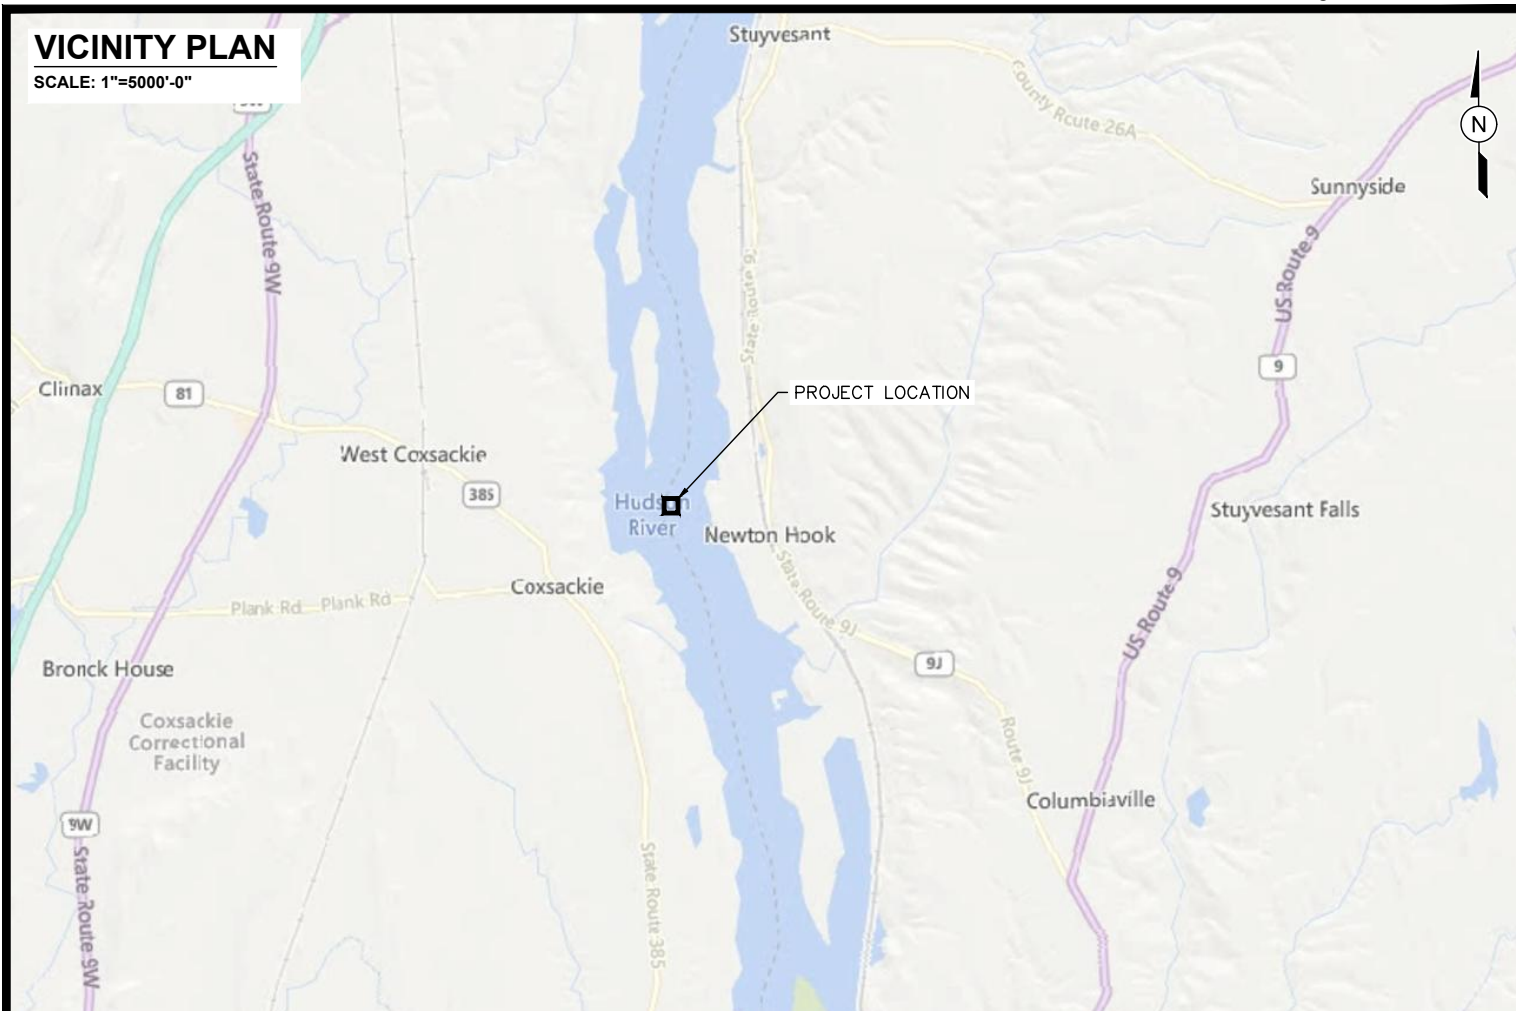 VICINITY PLAN
SCALE: 1"=5000'-0"
Stuyvesant
County Route 26A
N
Sunnyside
State Route 9W
US Route 9
State Route 9J
9
Climax
81
PROJECT LOCATION
West Coxsackie
385
Hudson
River
Newton Hook
Stuyvesant Falls
Coxsackie
Plank Rd
Plank Rd
State Route 9J
US Route 9
9J
Bronck House
Coxsackie
Correctional
Facility
Route 9J
Columbiaville
9W
State Route 9W
State Route 385